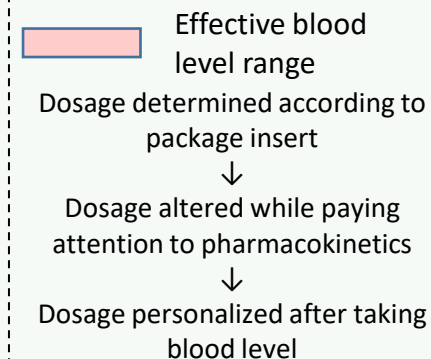 Effective blood
level range
Dosage determined according to
package insert
↓
Dosage altered while paying
attention to pharmacokinetics
↓
Dosage personalized after taking
blood level